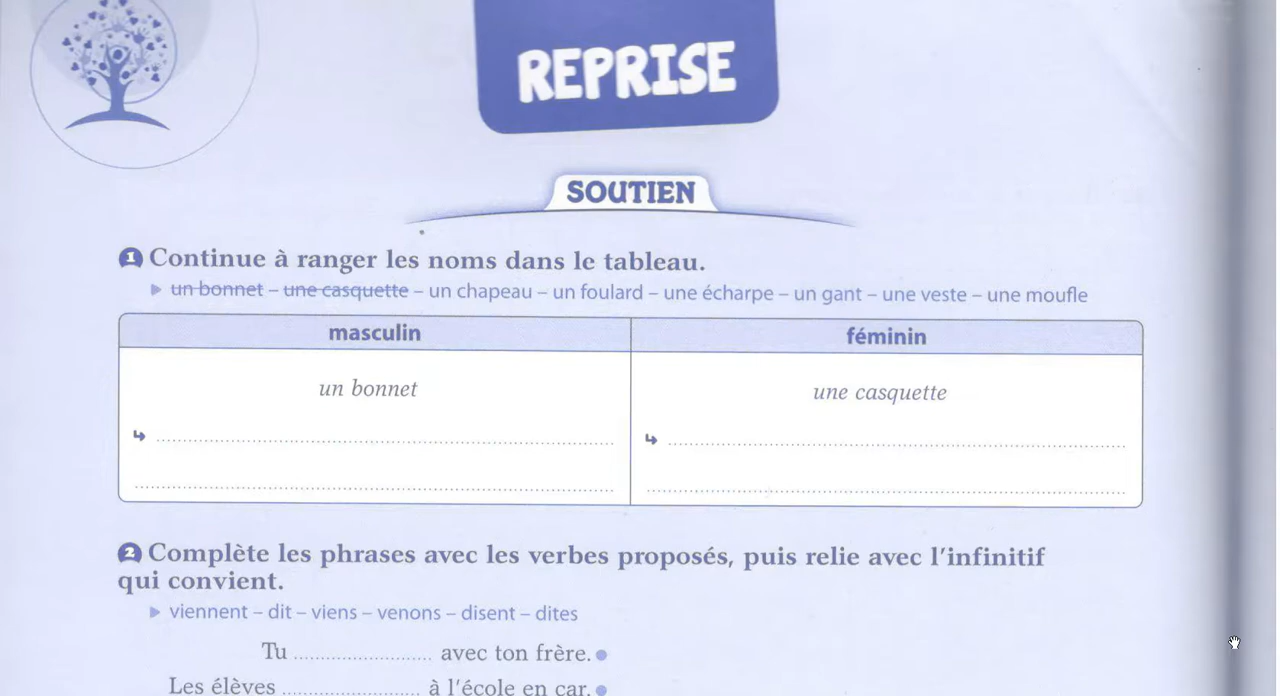 REPRISE
SOUTIEN
1 Continue à ranger les noms dans le tableau.
un bonnet – une casquette – un chapeau – un foulard – une écharpe – un gant – une veste – une moufle
masculin féminin
un bonnet une casquette
2 Complète les phrases avec les verbes proposés, puis relie avec l'infinitif
qui convient.
viennent – dit – viens – venons – disent – dites
Tu ........................ avec ton frère.
Les élèves ........................ à l'école en car.